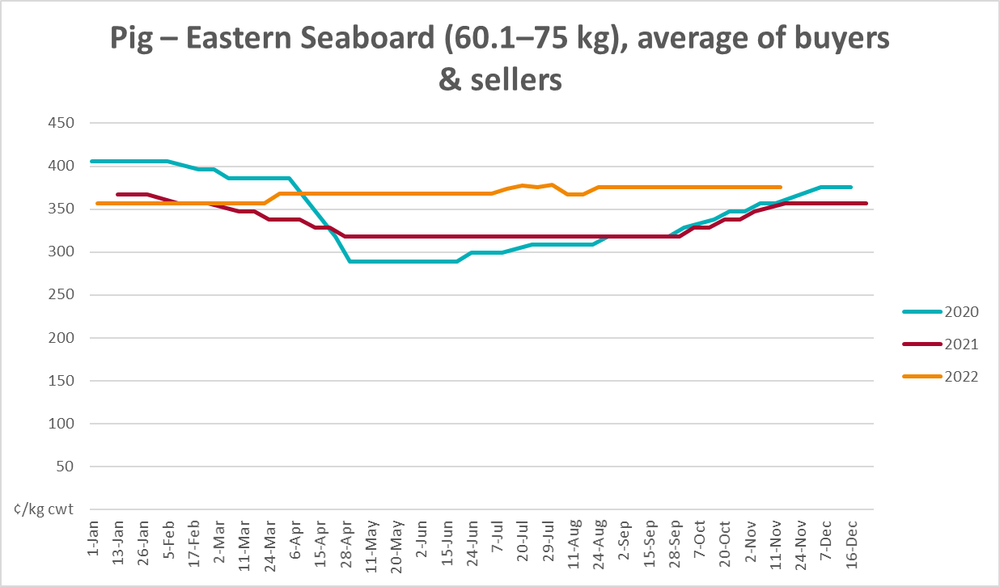 Pig – Eastern Seaboard (60.1–75 kg), average of buyers
& sellers
450
400
350
300
250
200
150
100
50
¢/kg cwt
1-Jan
13-Jan
26-Jan
5-Feb
17-Feb
2-Mar
11-Mar
24-Mar
6-Apr
15-Apr
28-Apr
11-May
20-May
2-Jun
15-Jun
24-Jun
7-Jul
20-Jul
29-Jul
11-Aug
24-Aug
2-Sep
15-Sep
28-Sep
7-Oct
20-Oct
2-Nov
11-Nov
24-Nov
7-Dec
16-Dec
2020
2021
2022